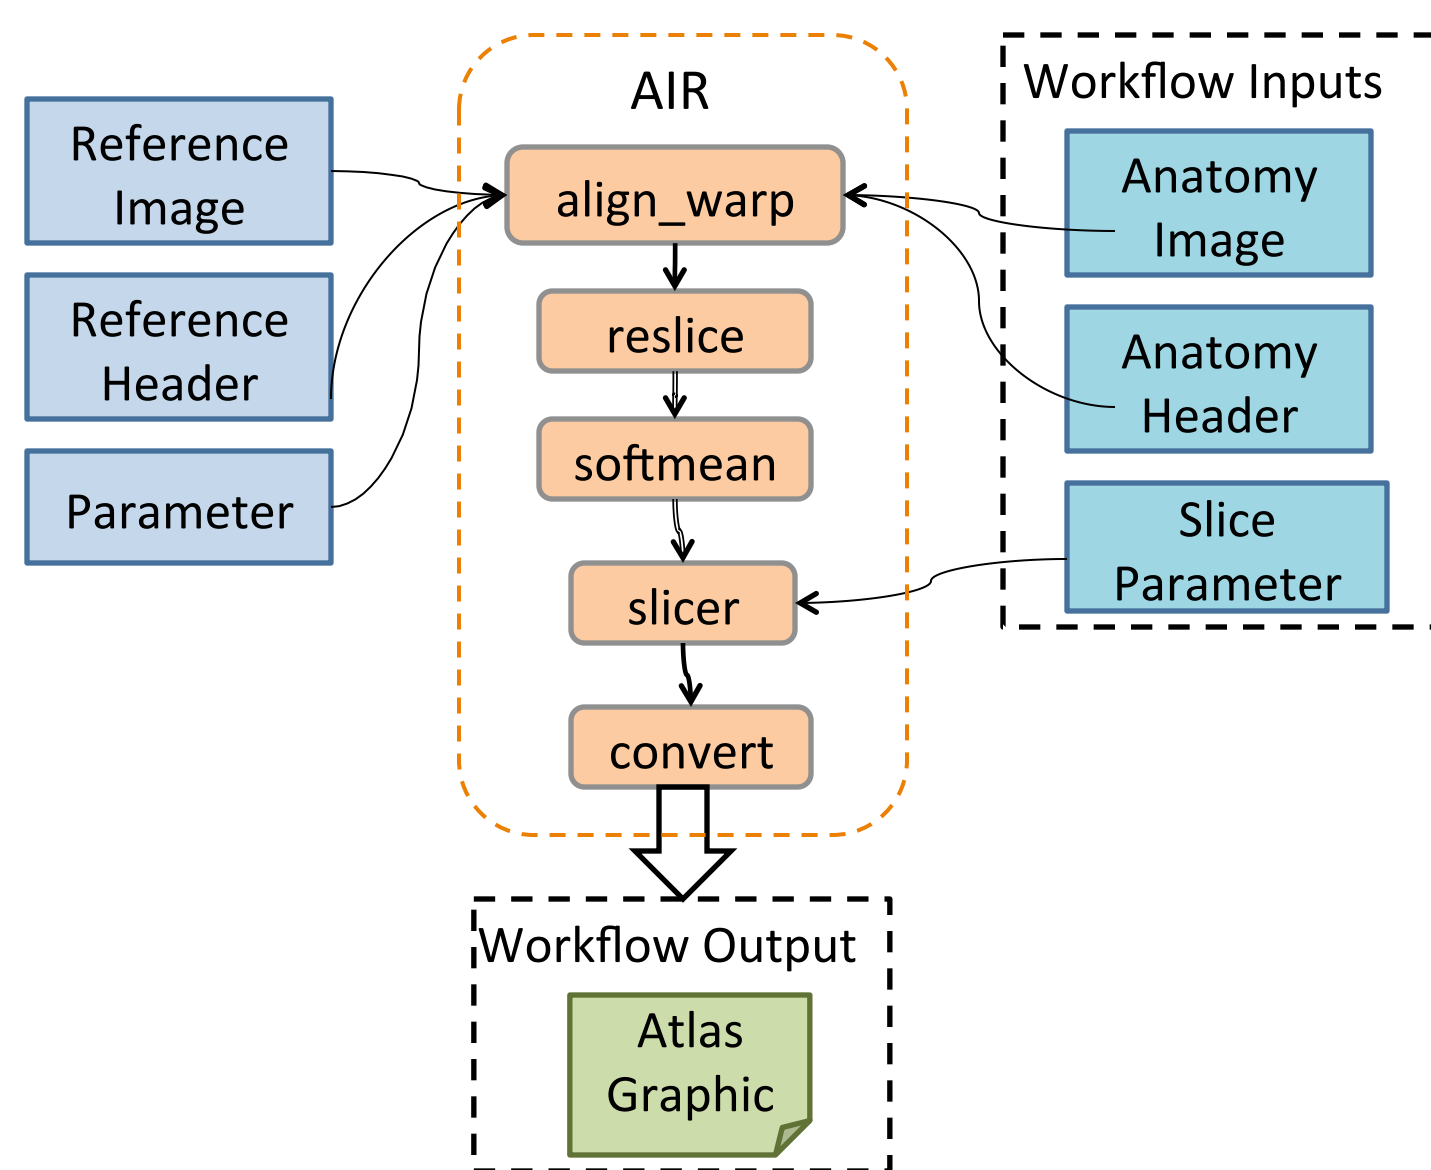 Reference
Image
Reference
Header
Parameter
AIR
align_warp
reslice
softmean
slicer
convert
Workflow Inputs
Anatomy
Image
Anatomy
Header
Slice
Parameter
Workflow Output
Atlas
Graphic